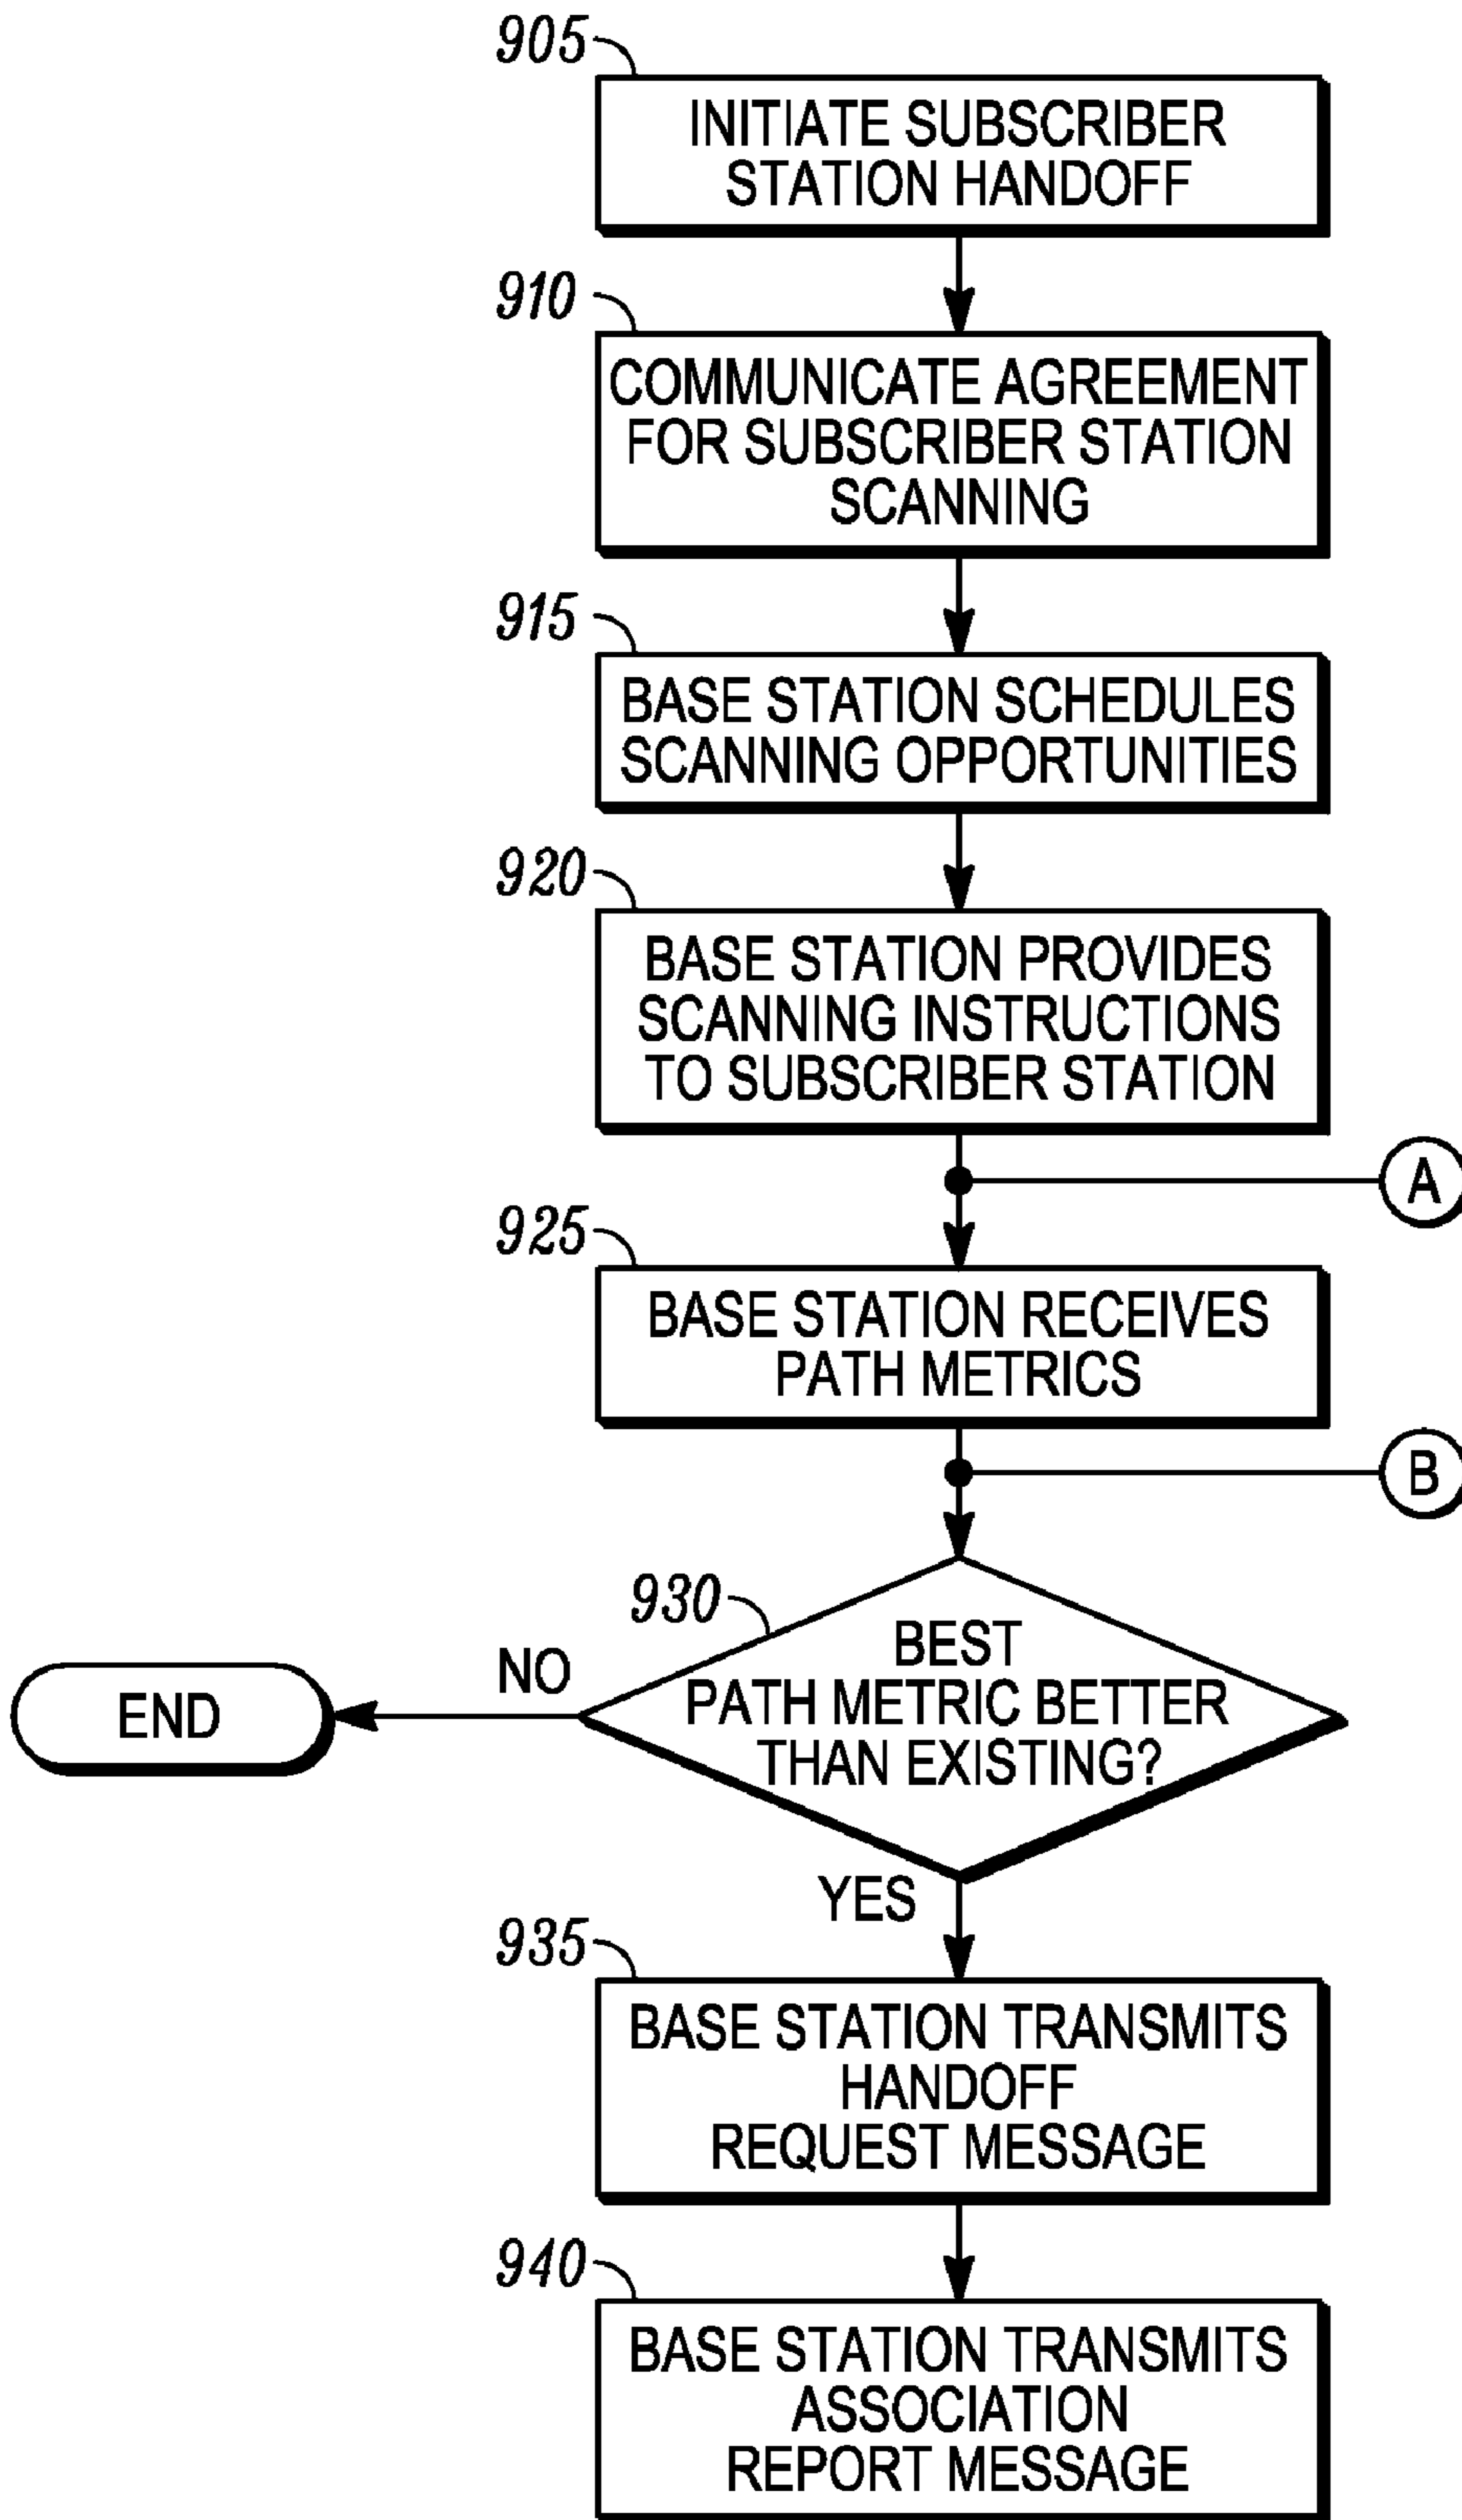 905
INITIATE SUBSCRIBER
STATION HANDOFF
910
COMMUNICATE AGREEMENT
FOR SUBSCRIBER STATION
SCANNING
915
BASE STATION SCHEDULES
SCANNING OPPORTUNITIES
920
BASE STATION PROVIDES
SCANNING INSTRUCTIONS
TO SUBSCRIBER STATION
A
925
BASE STATION RECEIVES
PATH METRICS
B
930
BEST
PATH METRIC BETTER
THAN EXISTING?
NO
END
YES
935
BASE STATION TRANSMITS
HANDOFF
REQUEST MESSAGE
940
BASE STATION TRANSMITS
ASSOCIATION
REPORT MESSAGE